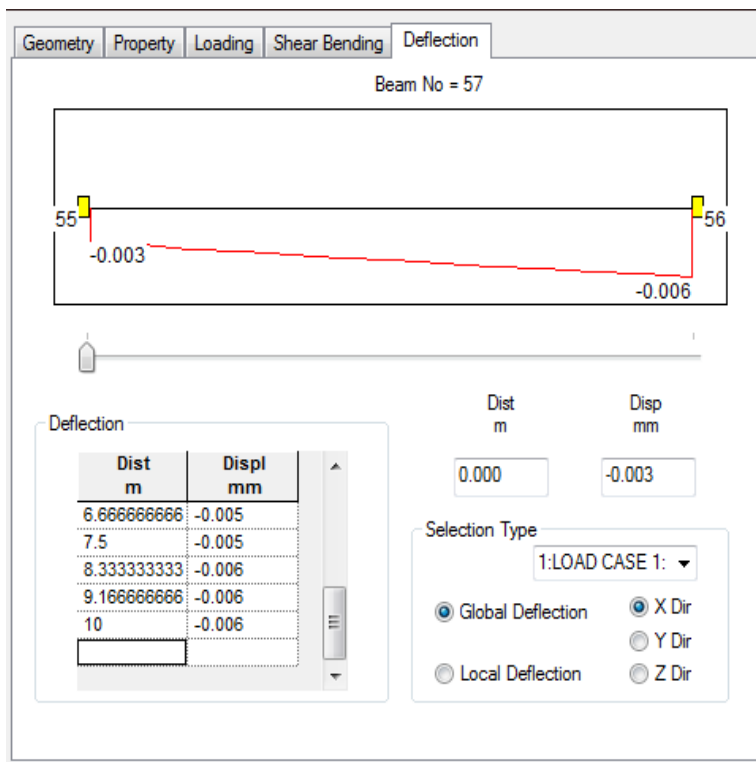 Geometry Property Loading Shear Bending Deflection
Beam No = 57
55 56
-0.003
-0.006
Dist Disp
m mm
0.000 -0.003
Deflection
Dist Displ
m mm
6.666666666 -0.005
7.5 -0.005
8.333333333 -0.006
9.166666666 -0.006
10 -0.006
Selection Type
1:LOAD CASE 1:
Global Deflection X Dir
Y Dir
Local Deflection Z Dir